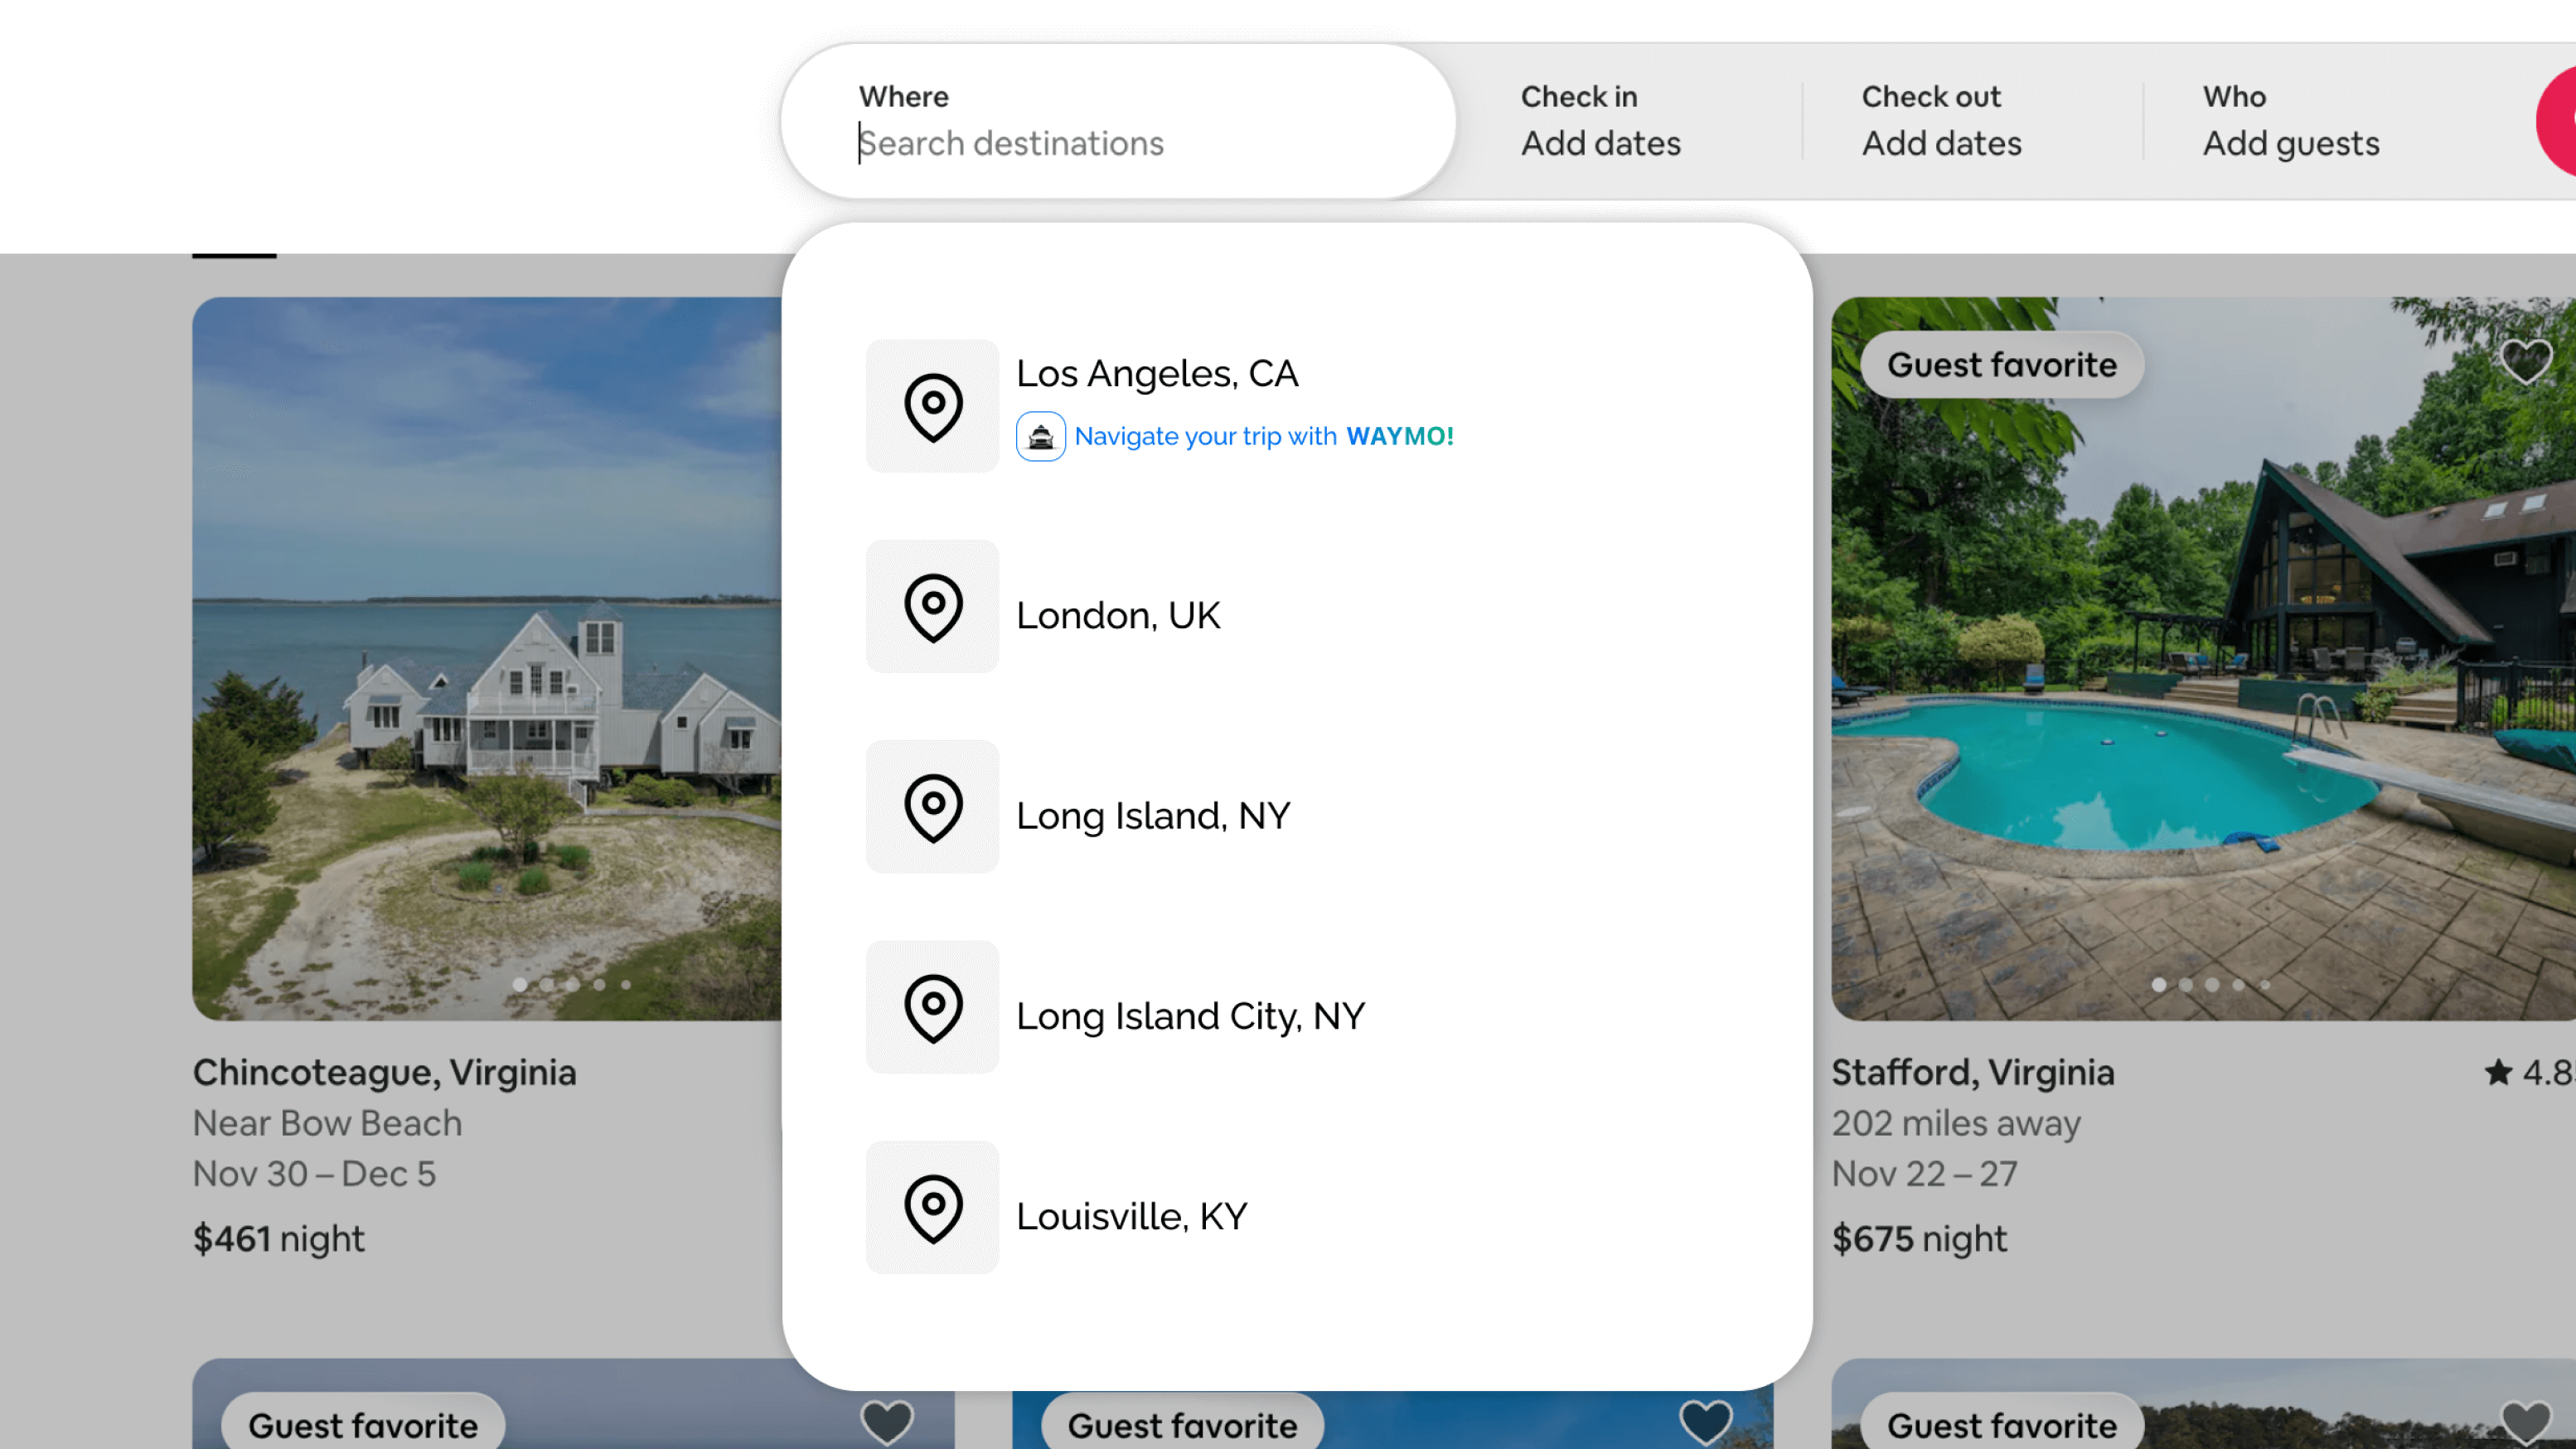 Where
Search destinations
Check in
Add dates
Check out
Add dates
Who
Add guests
Los Angeles, CA
Navigate your trip with WAYMO!
London, UK
Long Island, NY
Long Island City, NY
Louisville, KY
Guest favorite
Chincoteague, Virginia
Near Bow Beach
Nov 30 – Dec 5
$461 night
Stafford, Virginia
202 miles away
Nov 22 – 27
$675 night
Guest favorite
Guest favorite
Guest favorite